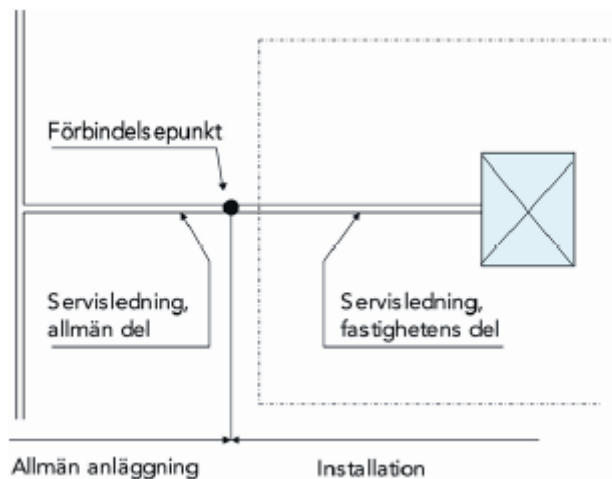 Förbindelsepunkt
Servisledning,
allmän del
Servisledning,
fastighetens del
Allmän anläggning
Installation